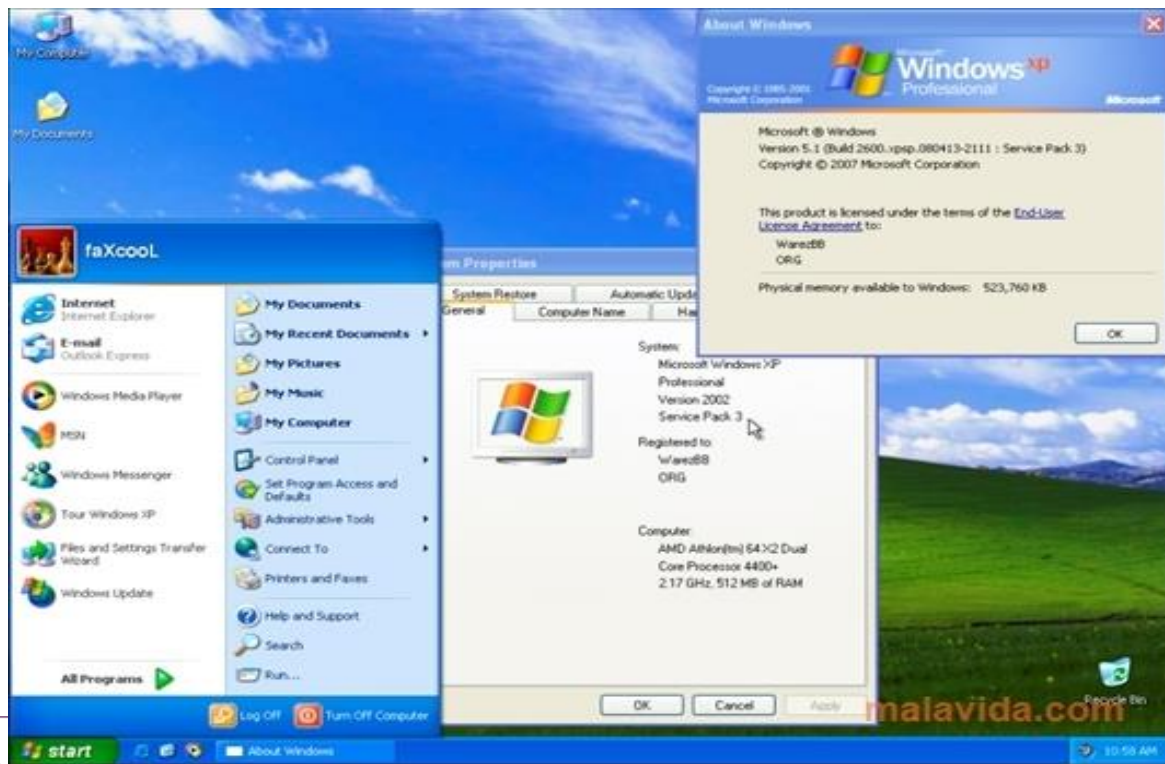 My Computer
My Documents
faXcooL
Internet
Internet Explorer
E-mail
Outlook Express
Windows Media Player
MSN
Windows Messenger
Tour Windows XP
Files and Settings Transfer
Wizard
Windows Update
All Programs
My Documents
My Recent Documents
My Pictures
My Music
My Computer
Control Panel
Set Program Access and
Defaults
Administrative Tools
Connect To
Printers and Faxes
Help and Support
Search
Run...
Log Off
Turn Off Computer
System Restore
General
Computer Name
System:
Microsoft Windows XP
Professional
Version 2002
Service Pack 3
Registered to:
WarezBB
ORG
Computer:
AMD Athlon(tm) 64 X2 Dual
Core Processor 4400+
2.17 GHz, 512 MB of RAM
OK
Cancel
Apply
About Windows
Microsoft
Windows xp
Professional
Copyright © 1985-2001
Microsoft Corporation
Microsoft
Microsoft ® Windows
Version 5.1 (Build 2600.xpsp.080413-2111 : Service Pack 3)
Copyright © 2007 Microsoft Corporation
This product is licensed under the terms of the End-User
License Agreement to:
WarezBB
ORG
Physical memory available to Windows: 523,760 KB
OK
Recycle Bin
malavida.com
start
About Windows
10:58 AM